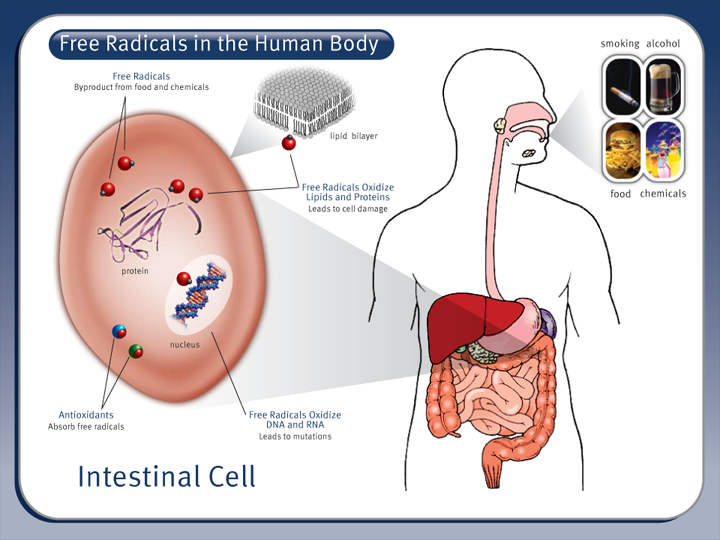 Free Radicals in the Human Body
smoking alcohol
Free Radicals
Byproduct from food and chemicals
lipid bilayer
Free Radicals Oxidize
Lipids and Proteins
Leads to cell damage
food chemicals
protein
nucleus
Antioxidants
Absorb free radicals
Free Radicals Oxidize
DNA and RNA
Leads to mutations
Intestinal Cell